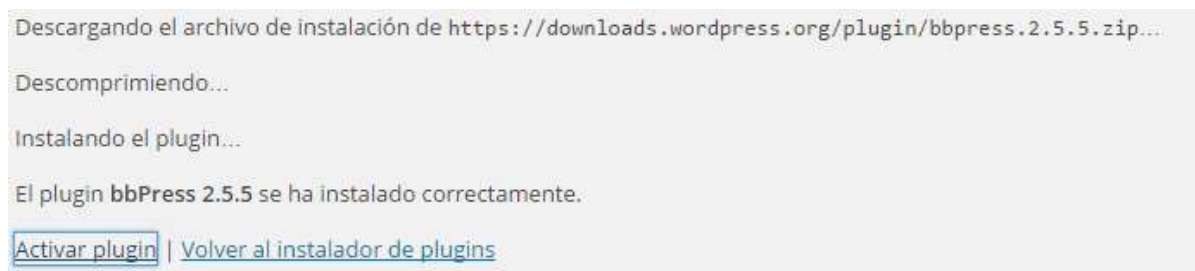 Descargando el archivo de instalación de https://downloads.wordpress.org/plugin/bbpress.2.5.5.zip…
Descomprimiendo…
Instalando el plugin…
El plugin bbPress 2.5.5 se ha instalado correctamente.
Activar plugin | Volver al instalador de plugins